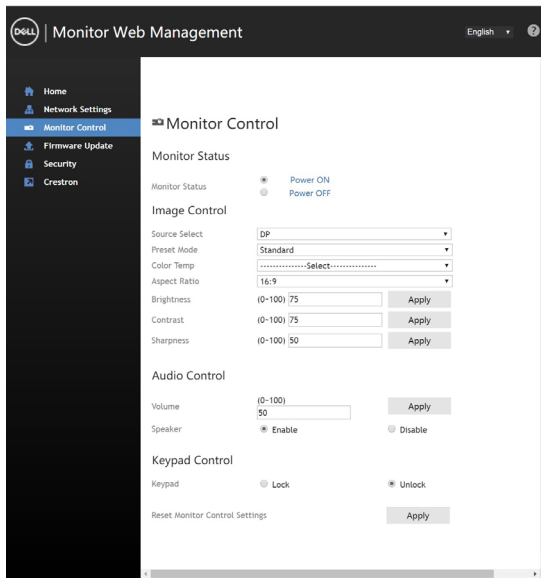 DELL | Monitor Web Management
English
?
Home
Network Settings
Monitor Control
Firmware Update
Security
Crestron
Monitor Control
Monitor Status
Monitor Status
Power ON
Power OFF
Image Control
Source Select DP
Preset Mode Standard
Color Temp ---------------Select---------------
Aspect Ratio 16:9
Brightness (0~100) 75 Apply
Contrast (0~100) 75 Apply
Sharpness (0~100) 50 Apply
Audio Control
Volume (0~100) 50 Apply
Speaker Enable Disable
Keypad Control
Keypad Lock Unlock
Reset Monitor Control Settings Apply